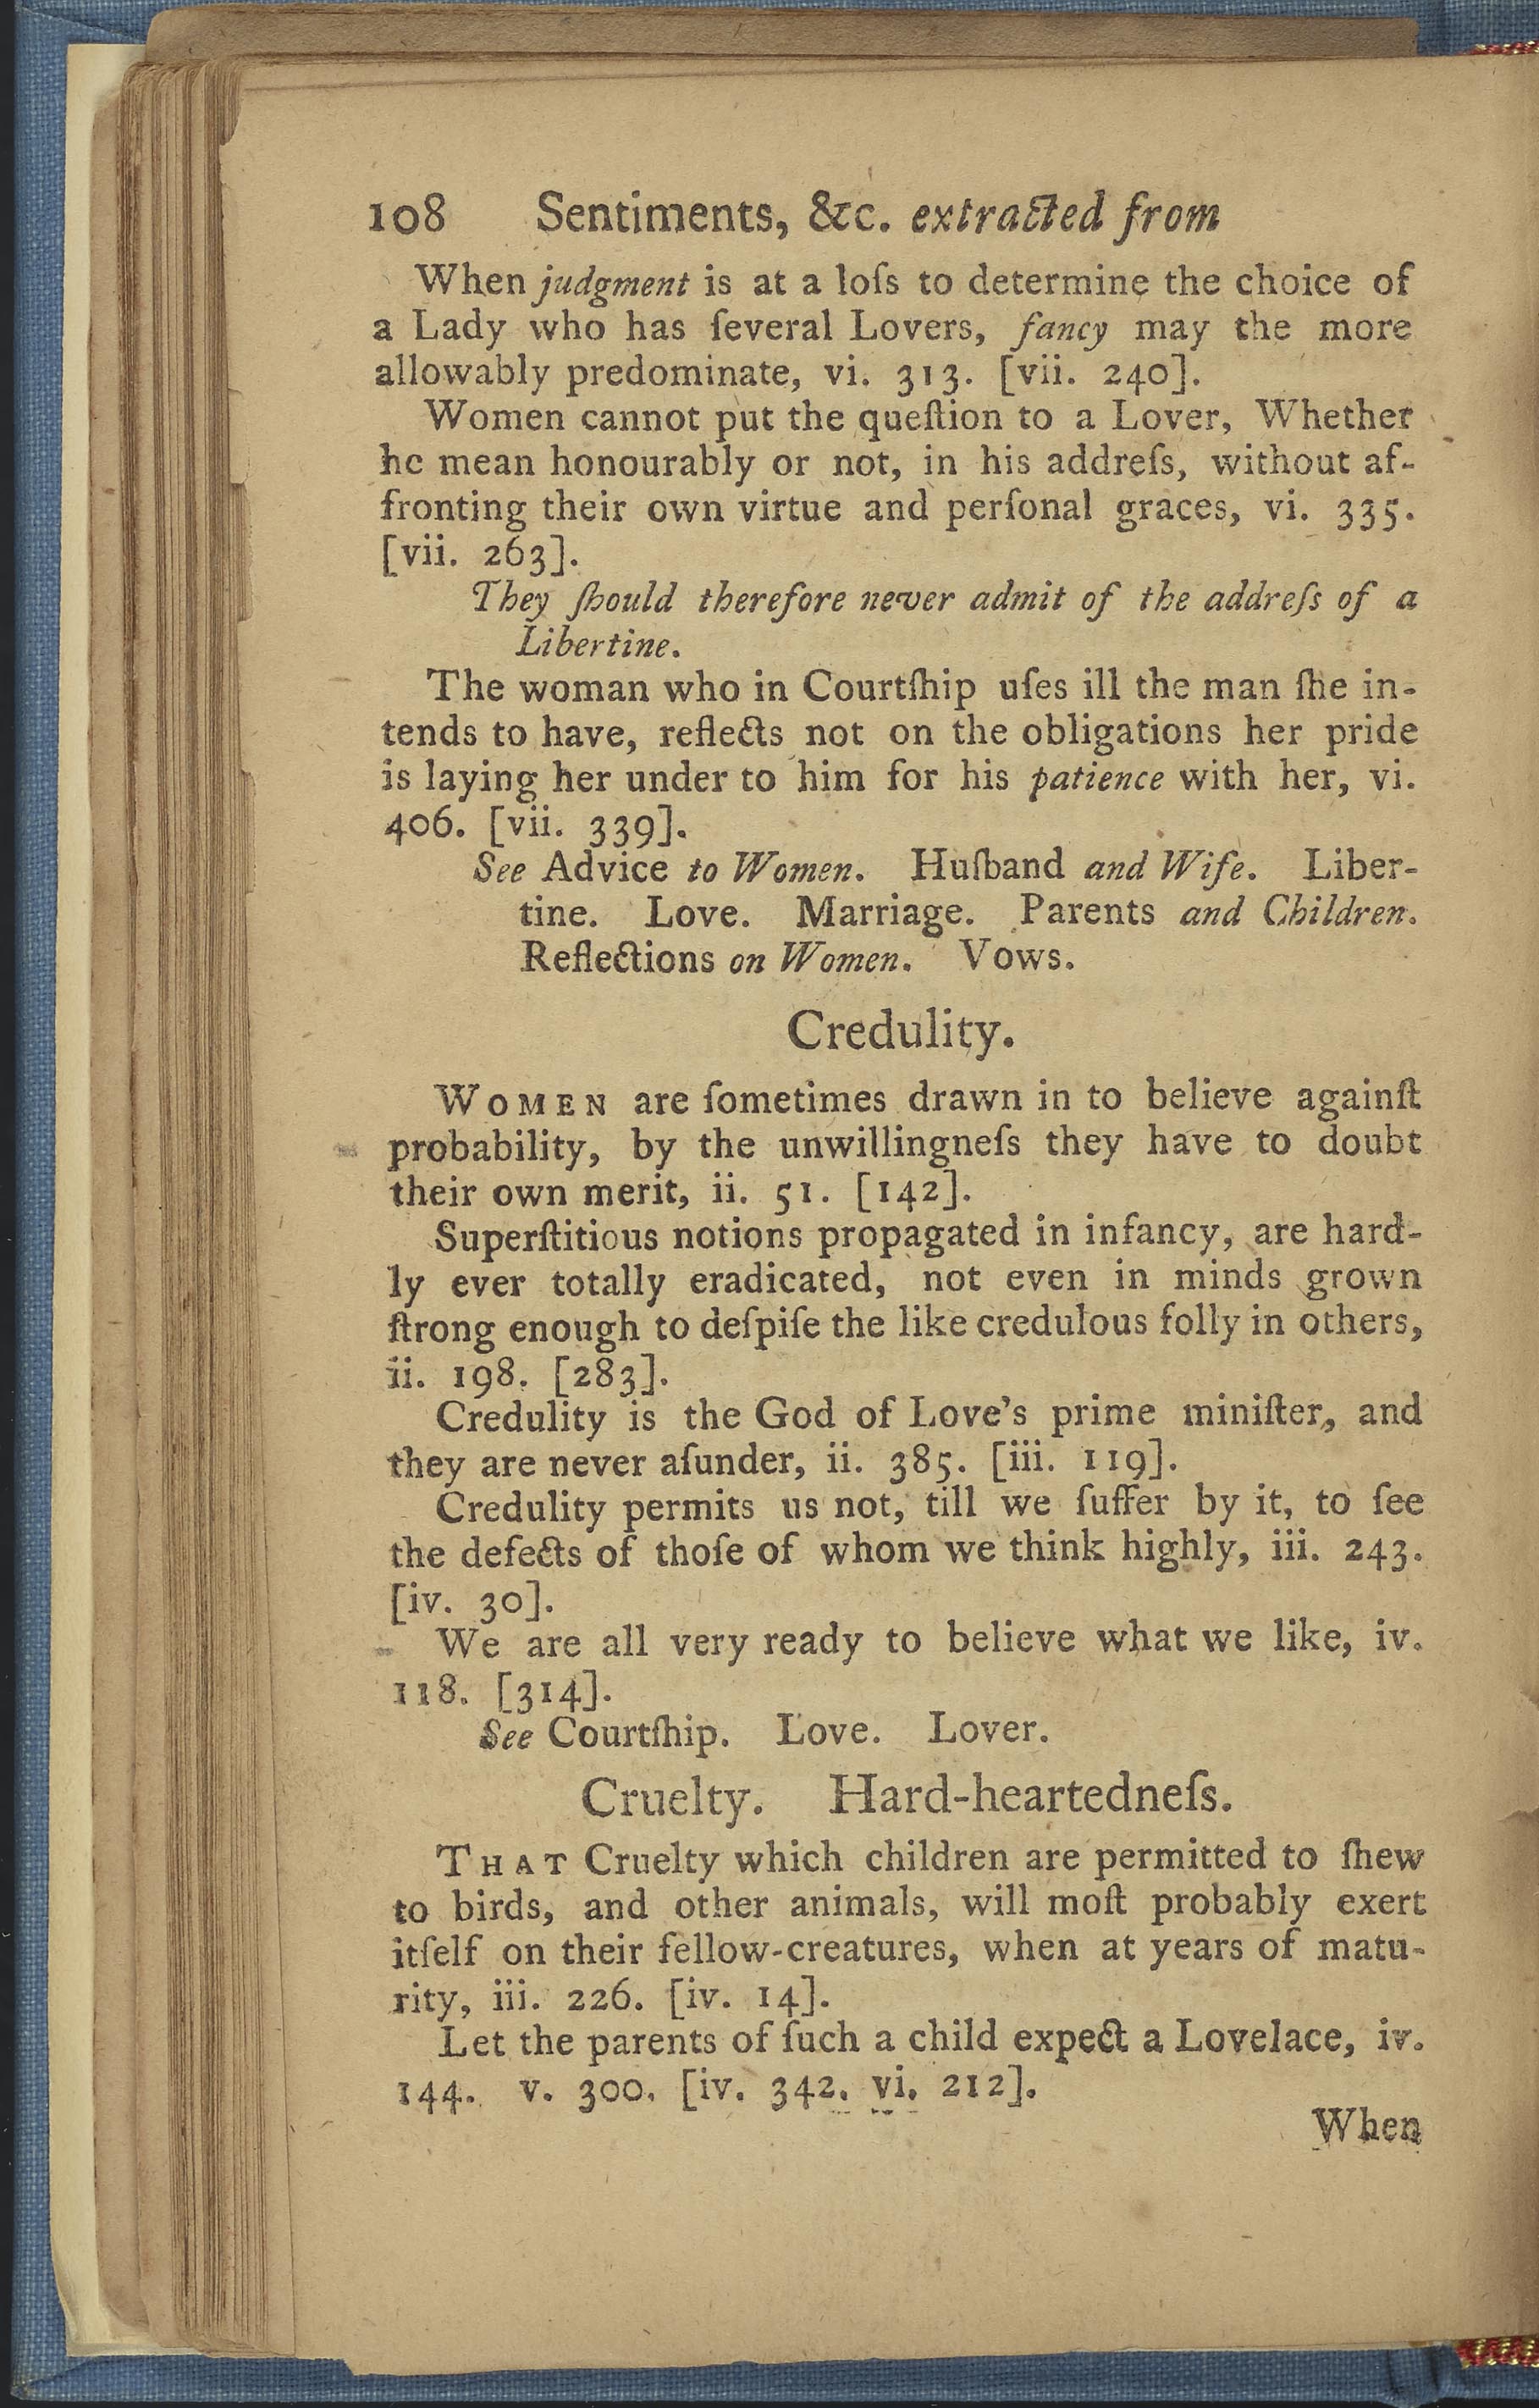 108 Sentiments, &c. extracted from
When judgment is at a loſs to determine the choice of
a Lady who has ſeveral Lovers, fancy may the more
allowably predominate, vi. 313. [vii. 240].
Women cannot put the queſtion to a Lover, Whether
he mean honourably or not, in his addreſs, without af-
fronting their own virtue and perſonal graces, vi. 335.
[vii. 263].
They ſhould therefore never admit of the addreſs of a
Libertine.
The woman who in Courtſhip uſes ill the man ſhe in-
tends to have, reflects not on the obligations her pride
is laying her under to him for his patience with her, vi.
406. [vii. 339].
See Advice to Women. Huſband and Wife. Liber-
tine. Love. Marriage. Parents and Children.
Reflections on Women. Vows.
Credulity.
WOMEN are ſometimes drawn in to believe againſt
probability, by the unwillingneſs they have to doubt
their own merit, ii. 51. [142].
Superſtitious notions propagated in infancy, are hard-
ly ever totally eradicated, not even in minds grown
ſtrong enough to deſpiſe the like credulous folly in others,
ii. 198. [283].
Credulity is the God of Love's prime miniſter, and
they are never aſunder, ii. 385. [iii. 119].
Credulity permits us not, till we ſuffer by it, to ſee
the defects of thoſe of whom we think highly, iii. 243.
[iv. 30].
We are all very ready to believe what we like, iv.
118. [314].
See Courtſhip. Love. Lover.
Cruelty. Hard-heartedneſs.
THAT Cruelty which children are permitted to ſhew
to birds, and other animals, will moſt probably exert
itſelf on their fellow-creatures, when at years of matu-
rity, iii. 226. [iv. 14].
Let the parents of ſuch a child expect a Lovelace, iv.
144. v. 300. [iv. 342. vi. 212].
When